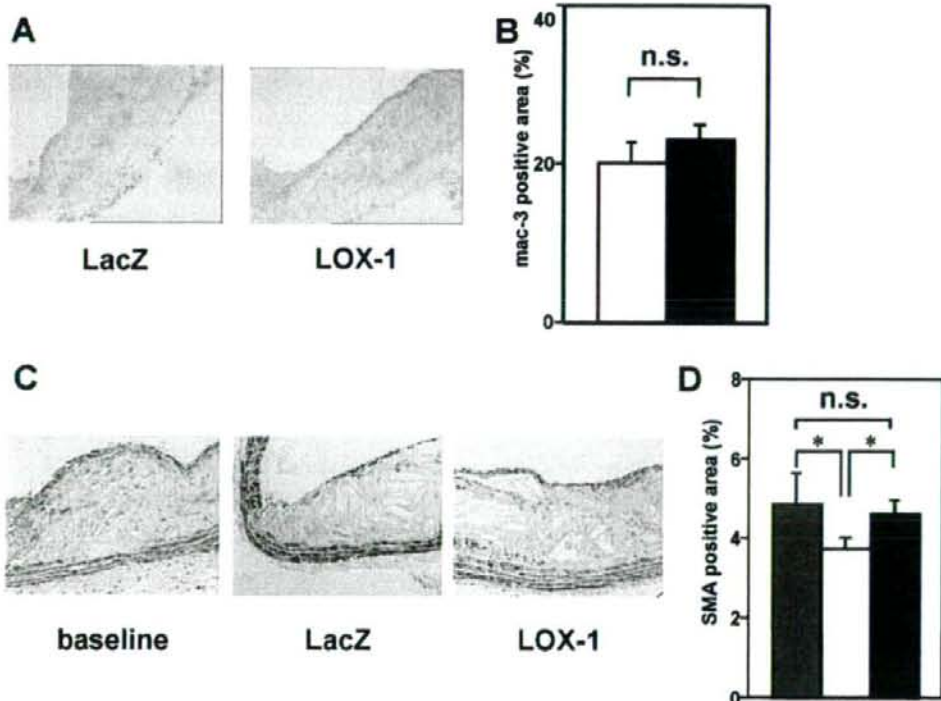 A
LacZ
LOX-1
B
mac-3 positive area (%)
40
20
0
n.s.
C
baseline
LacZ
LOX-1
D
SMA positive area (%)
8
6
4
2
0
n.s.
* *